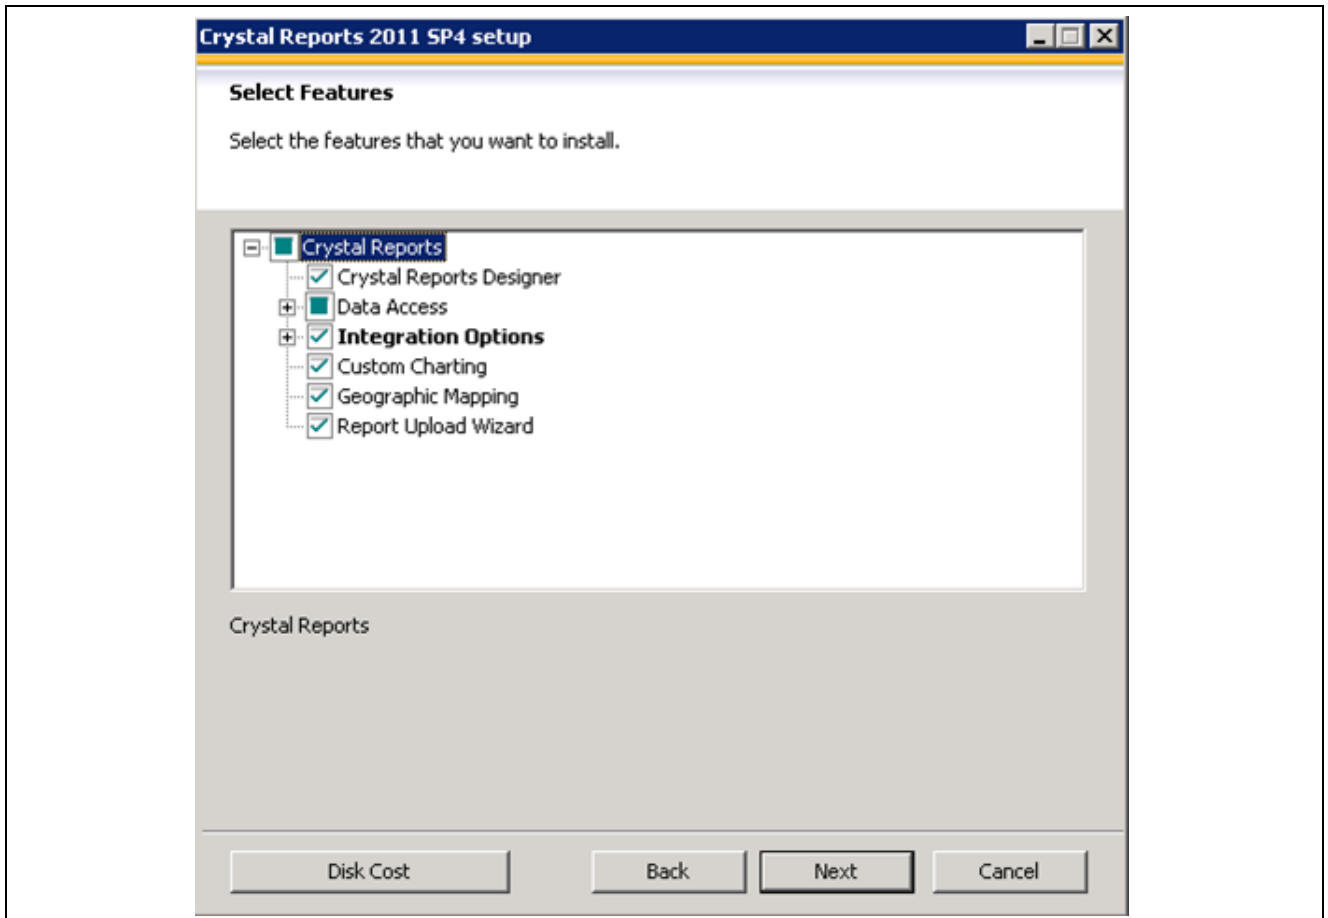 Crystal Reports 2011 SP4 setup
Select Features
Select the features that you want to install.
Crystal Reports
Crystal Reports Designer
Data Access
Integration Options
Custom Charting
Geographic Mapping
Report Upload Wizard
Crystal Reports
Disk Cost Back Next Cancel